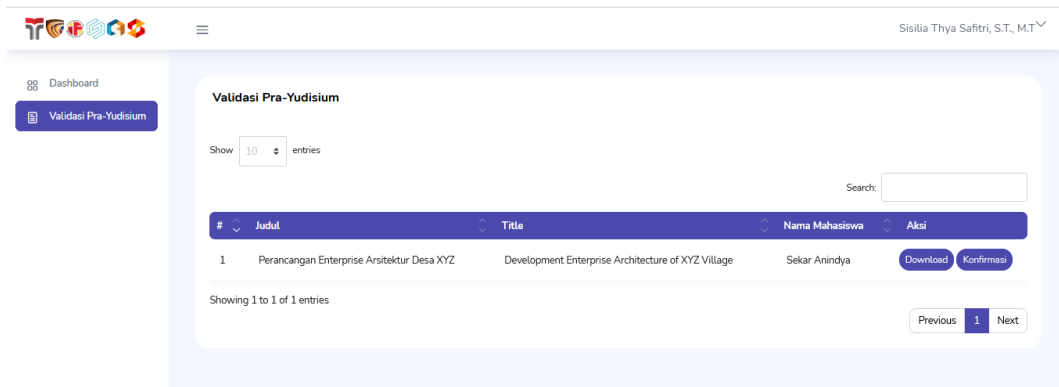 Sisilia Thya Safitri, S.T., M.T
Dashboard
Validasi Pra-Yudisium
Validasi Pra-Yudisium
Show 10 entries
Search:
# Judul Title Nama Mahasiswa Aksi
1 Perancangan Enterprise Arsitektur Desa XYZ Development Enterprise Architecture of XYZ Village Sekar Anindya Download Konfirmasi
Showing 1 to 1 of 1 entries
Previous 1 Next